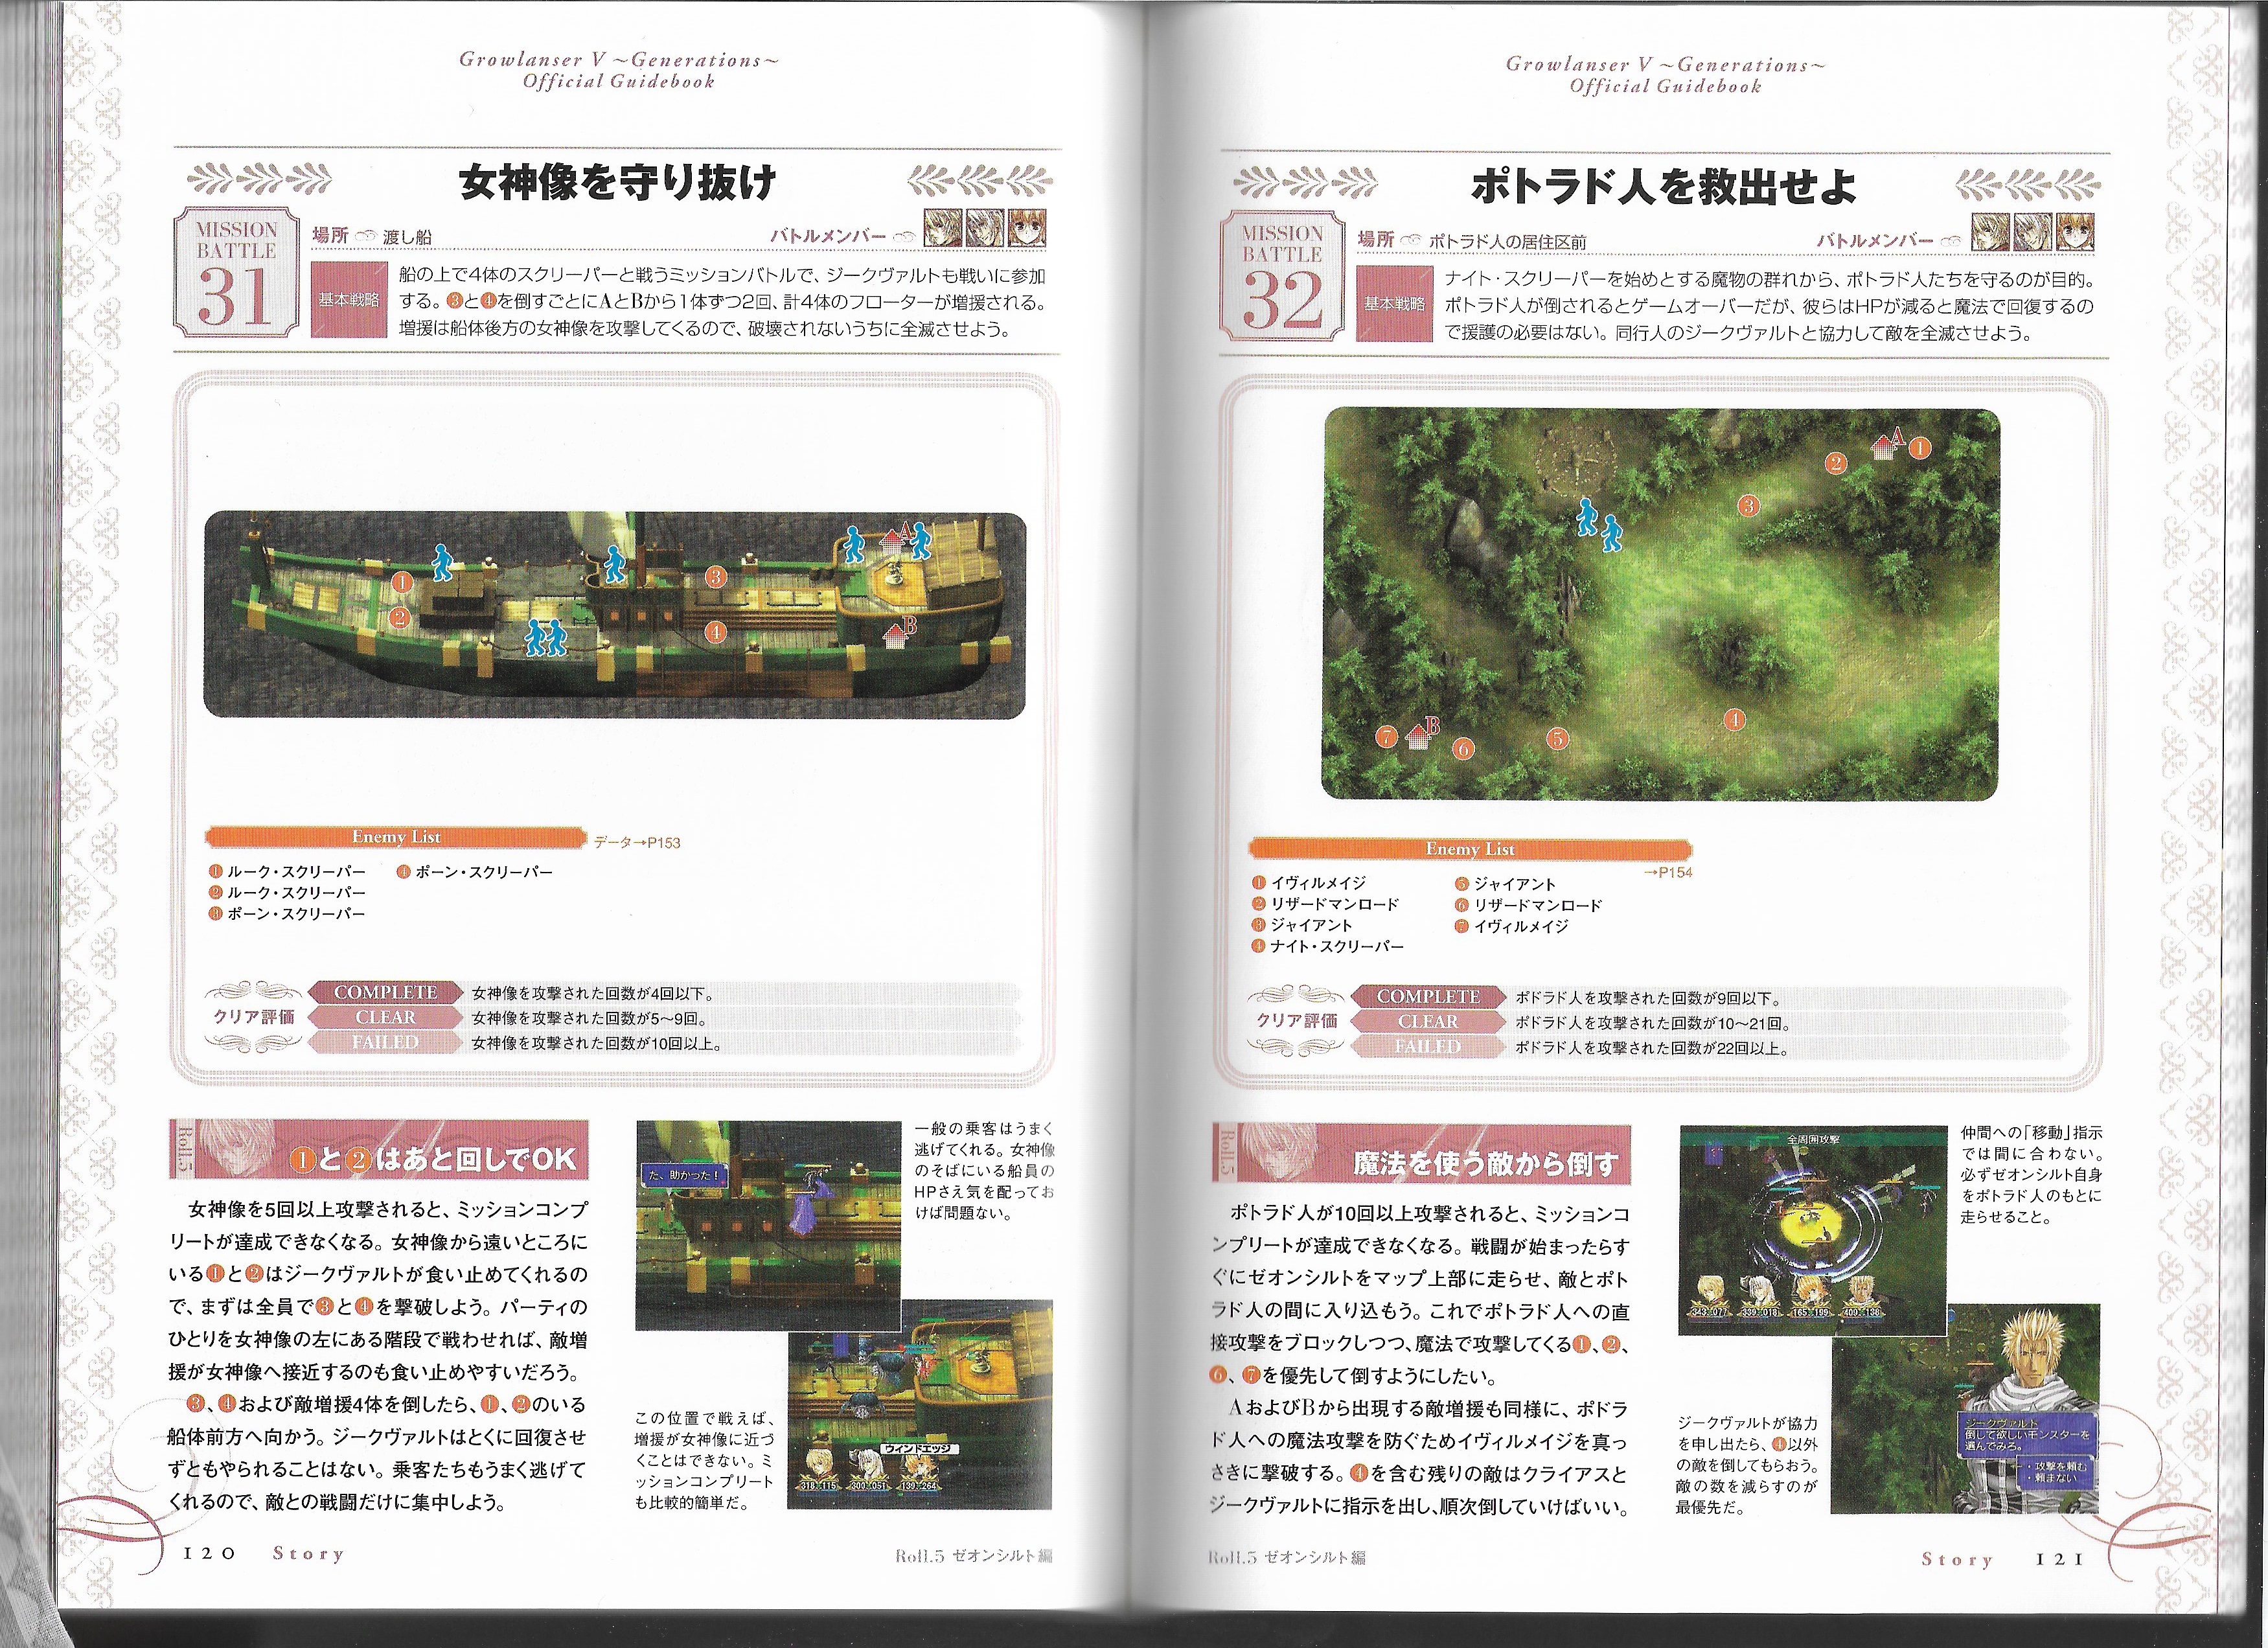 Growlanser V ~Generations~
Official Guidebook
女神像を守り抜け
MISSION
BATTLE
31
場所 渡し船
バトルメンバー
基本戦略
船の上で4体のスクリーパーと戦うミッションバトルで、ジークヴァルトも戦いに参加
する。❸と❹を倒すごとにAとBから1体ずつ2回、計4体のフローターが増援される。
増援は船体後方の女神像を攻撃してくるので、破壊されないうちに全滅させよう。
A
①
②
③
④
B
Enemy List
データ→P153
❶ルーク・スクリーパー ❹ポーン・スクリーパー
❷ルーク・スクリーパー
❸ポーン・スクリーパー
クリア評価
COMPLETE 女神像を攻撃された回数が4回以下。
CLEAR 女神像を攻撃された回数が5〜9回。
FAILED 女神像を攻撃された回数が10回以上。
Roll.5
❶と❷はあと回しでOK
女神像を5回以上攻撃されると、ミッションコンプ
リートが達成できなくなる。女神像から遠いところに
いる❶と❷はジークヴァルトが食い止めてくれるの
で、まずは全員で❸と❹を撃破しよう。パーティの
ひとりを女神像の左にある階段で戦わせれば、敵増
援が女神像へ接近するのも食い止めやすいだろう。
❸、❹および敵増援4体を倒したら、❶、❷のいる
船体前方へ向かう。ジークヴァルトはとくに回復させ
ずともやられることはない。乗客たちもうまく逃げて
くれるので、敵との戦闘だけに集中しよう。
た、助かった！
一般の乗客はうまく
逃げてくれる。女神像
のそばにいる船員の
HPさえ気を配ってお
けば問題ない。
この位置で戦えば、
増援が女神像に近づ
くことはできない。ミ
ッションコンプリート
も比較的簡単だ。
ウィンドエッジ
318 115 300 051 139 264
120 Story
Roll.5 ゼオンシルト編
Growlanser V ~Generations~
Official Guidebook
ポトラド人を救出せよ
MISSION
BATTLE
32
場所 ポトラド人の居住区前
バトルメンバー
基本戦略
ナイト・スクリーパーを始めとする魔物の群れから、ポトラド人たちを守るのが目的。
ポトラド人が倒されるとゲームオーバーだが、彼らはHPが減ると魔法で回復するの
で援護の必要はない。同行人のジークヴァルトと協力して敵を全滅させよう。
A
①
②
③
④
⑤
⑥
B
⑦
Enemy List
→P154
❶イヴィルメイジ ❺ジャイアント
❷リザードマンロード ❻リザードマンロード
❸ジャイアント ❼イヴィルメイジ
❹ナイト・スクリーパー
クリア評価
COMPLETE ポドラド人を攻撃された回数が9回以下。
CLEAR ポドラド人を攻撃された回数が10〜21回。
FAILED ポドラド人を攻撃された回数が22回以上。
Roll.5
魔法を使う敵から倒す
ポトラド人が10回以上攻撃されると、ミッションコ
ンプリートが達成できなくなる。戦闘が始まったらす
ぐにゼオンシルトをマップ上部に走らせ、敵とポト
ラド人の間に入り込もう。これでポトラド人への直
接攻撃をブロックしつつ、魔法で攻撃してくる❶、❷、
❻、❼を優先して倒すようにしたい。
AおよびBから出現する敵増援も同様に、ポドラ
ド人への魔法攻撃を防ぐためイヴィルメイジを真っ
さきに撃破する。❹を含む残りの敵はクライアスと
ジークヴァルトに指示を出し、順次倒していけばいい。
全周囲攻撃
343 077 339 018 165 199 409 138
仲間への「移動」指示
では間に合わない。
必ずゼオンシルト自身
をポトラド人のもとに
走らせること。
ジークヴァルトが協力
を申し出たら、❹以外
の敵を倒してもらおう。
敵の数を減らすのが
最優先だ。
ジークヴァルト
倒して欲しいモンスターを
選んでみろ。
・攻撃を頼む
・頼まない
Roll.5 ゼオンシルト編
Story 121